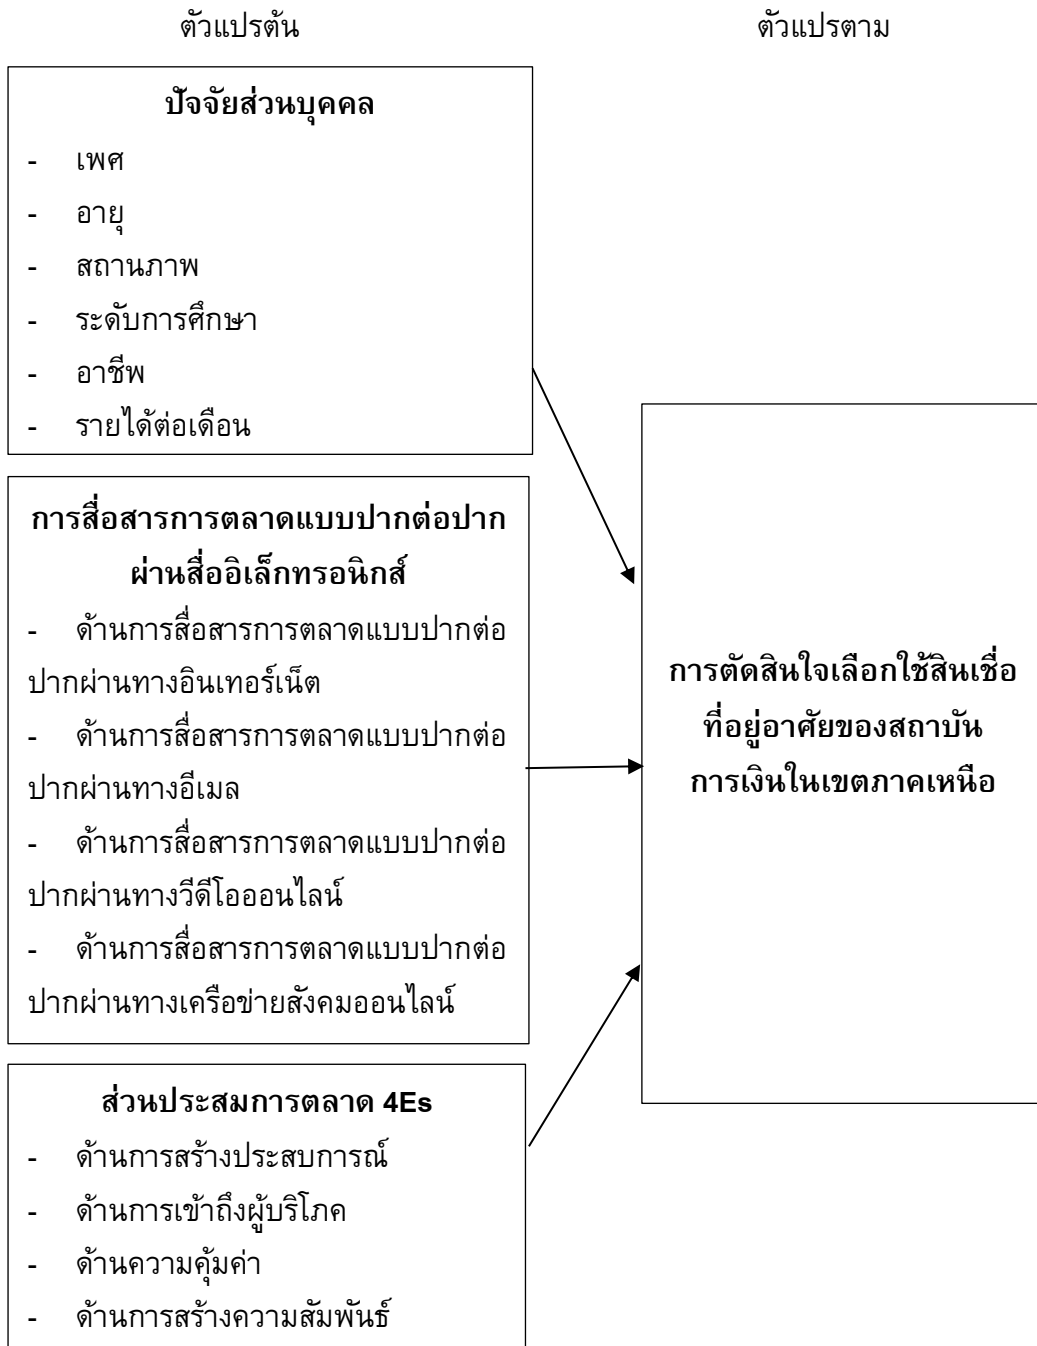 ตัวแปรต้น
ตัวแปรตาม
ปัจจัยส่วนบุคคล
- เพศ
- อายุ
- สถานภาพ
- ระดับการศึกษา
- อาชีพ
- รายได้ต่อเดือน
การสื่อสารการตลาดแบบปากต่อปาก
ผ่านสื่ออิเล็กทรอนิกส์
- ด้านการสื่อสารการตลาดแบบปากต่อ
ปากผ่านทางอินเทอร์เน็ต
- ด้านการสื่อสารการตลาดแบบปากต่อ
ปากผ่านทางอีเมล
- ด้านการสื่อสารการตลาดแบบปากต่อ
ปากผ่านทางวีดีโอออนไลน์
- ด้านการสื่อสารการตลาดแบบปากต่อ
ปากผ่านทางเครือข่ายสังคมออนไลน์
ส่วนประสมการตลาด 4Es
- ด้านการสร้างประสบการณ์
- ด้านการเข้าถึงผู้บริโภค
- ด้านความคุ้มค่า
- ด้านการสร้างความสัมพันธ์
การตัดสินใจเลือกใช้สินเชื่อ
ที่อยู่อาศัยของสถาบัน
การเงินในเขตภาคเหนือ